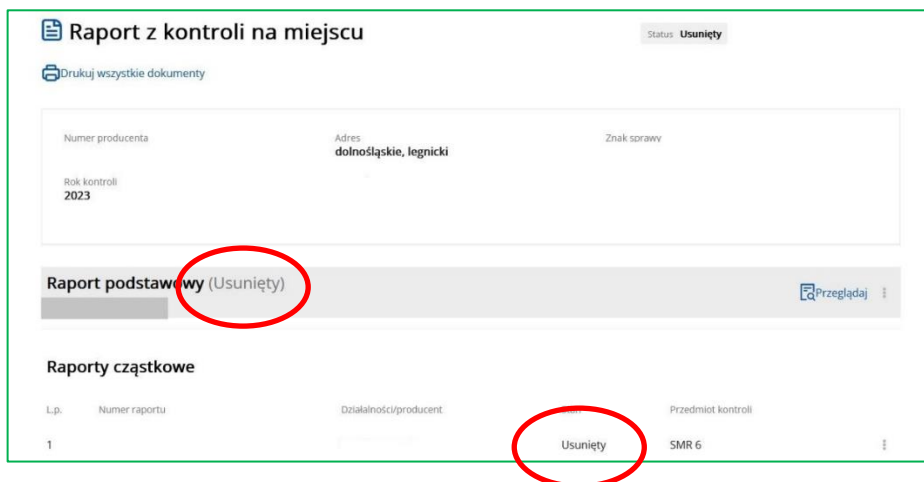 Raport z kontroli na miejscu
Status Usunięty
Drukuj wszystkie dokumenty
Numer producenta Adres Znak sprawy
dolnośląskie, legnicki
Rok kontroli
2023
Raport podstawowy (Usunięty)
Przeglądaj
Raporty cząstkowe
L.p. Numer raportu Działalności/producent Przedmiot kontroli
1 Usunięty SMR 6